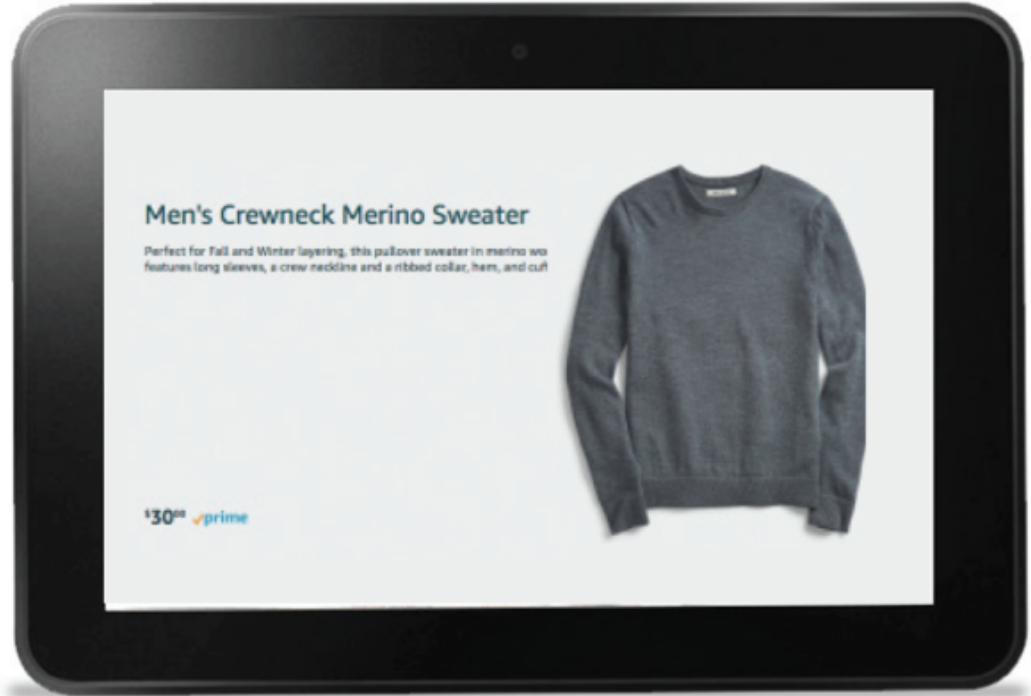 Men's Crewneck Merino Sweater
Perfect for Fall and Winter layering, this pullover sweater in merino wo
features long sleeves, a crew neckline and a ribbed collar, hem, and cuf
$30⁰⁰ prime